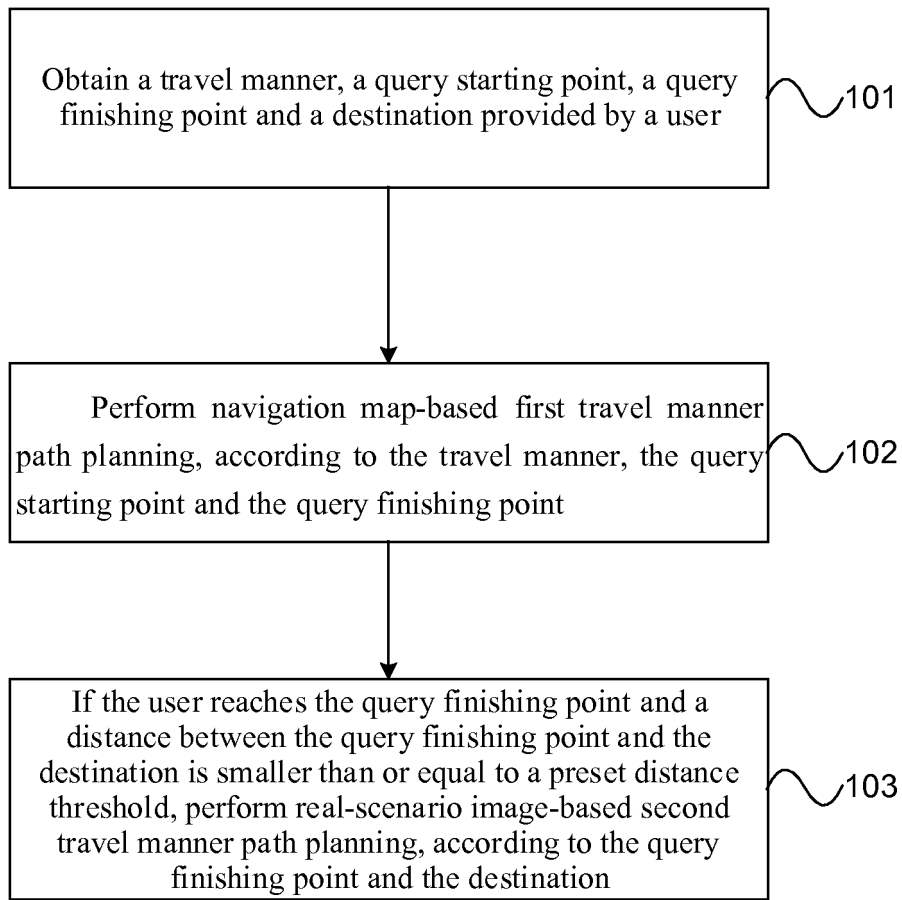 Obtain a travel manner, a query starting point, a query
finishing point and a destination provided by a user
101
Perform navigation map-based first travel manner
path planning, according to the travel manner, the query
starting point and the query finishing point
102
If the user reaches the query finishing point and a
distance between the query finishing point and the
destination is smaller than or equal to a preset distance
threshold, perform real-scenario image-based second
travel manner path planning, according to the query
finishing point and the destination
103